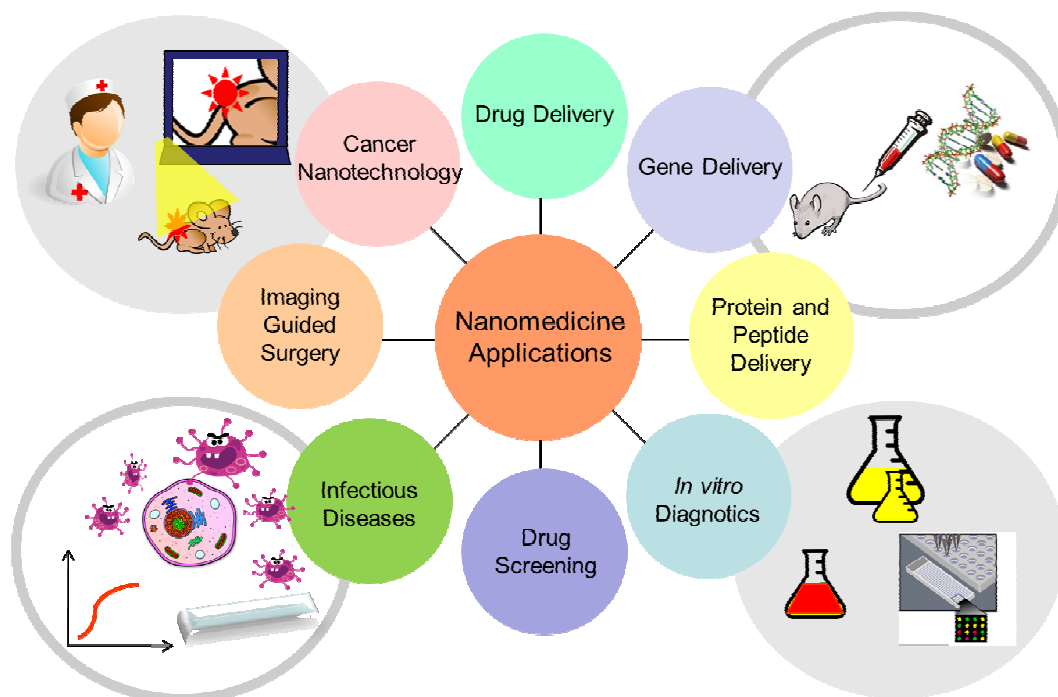 Drug Delivery
Cancer
Nanotechnology
Gene Delivery
Imaging
Guided
Surgery
Nanomedicine
Applications
Protein and
Peptide
Delivery
Infectious
Diseases
In vitro
Diagnotics
Drug
Screening